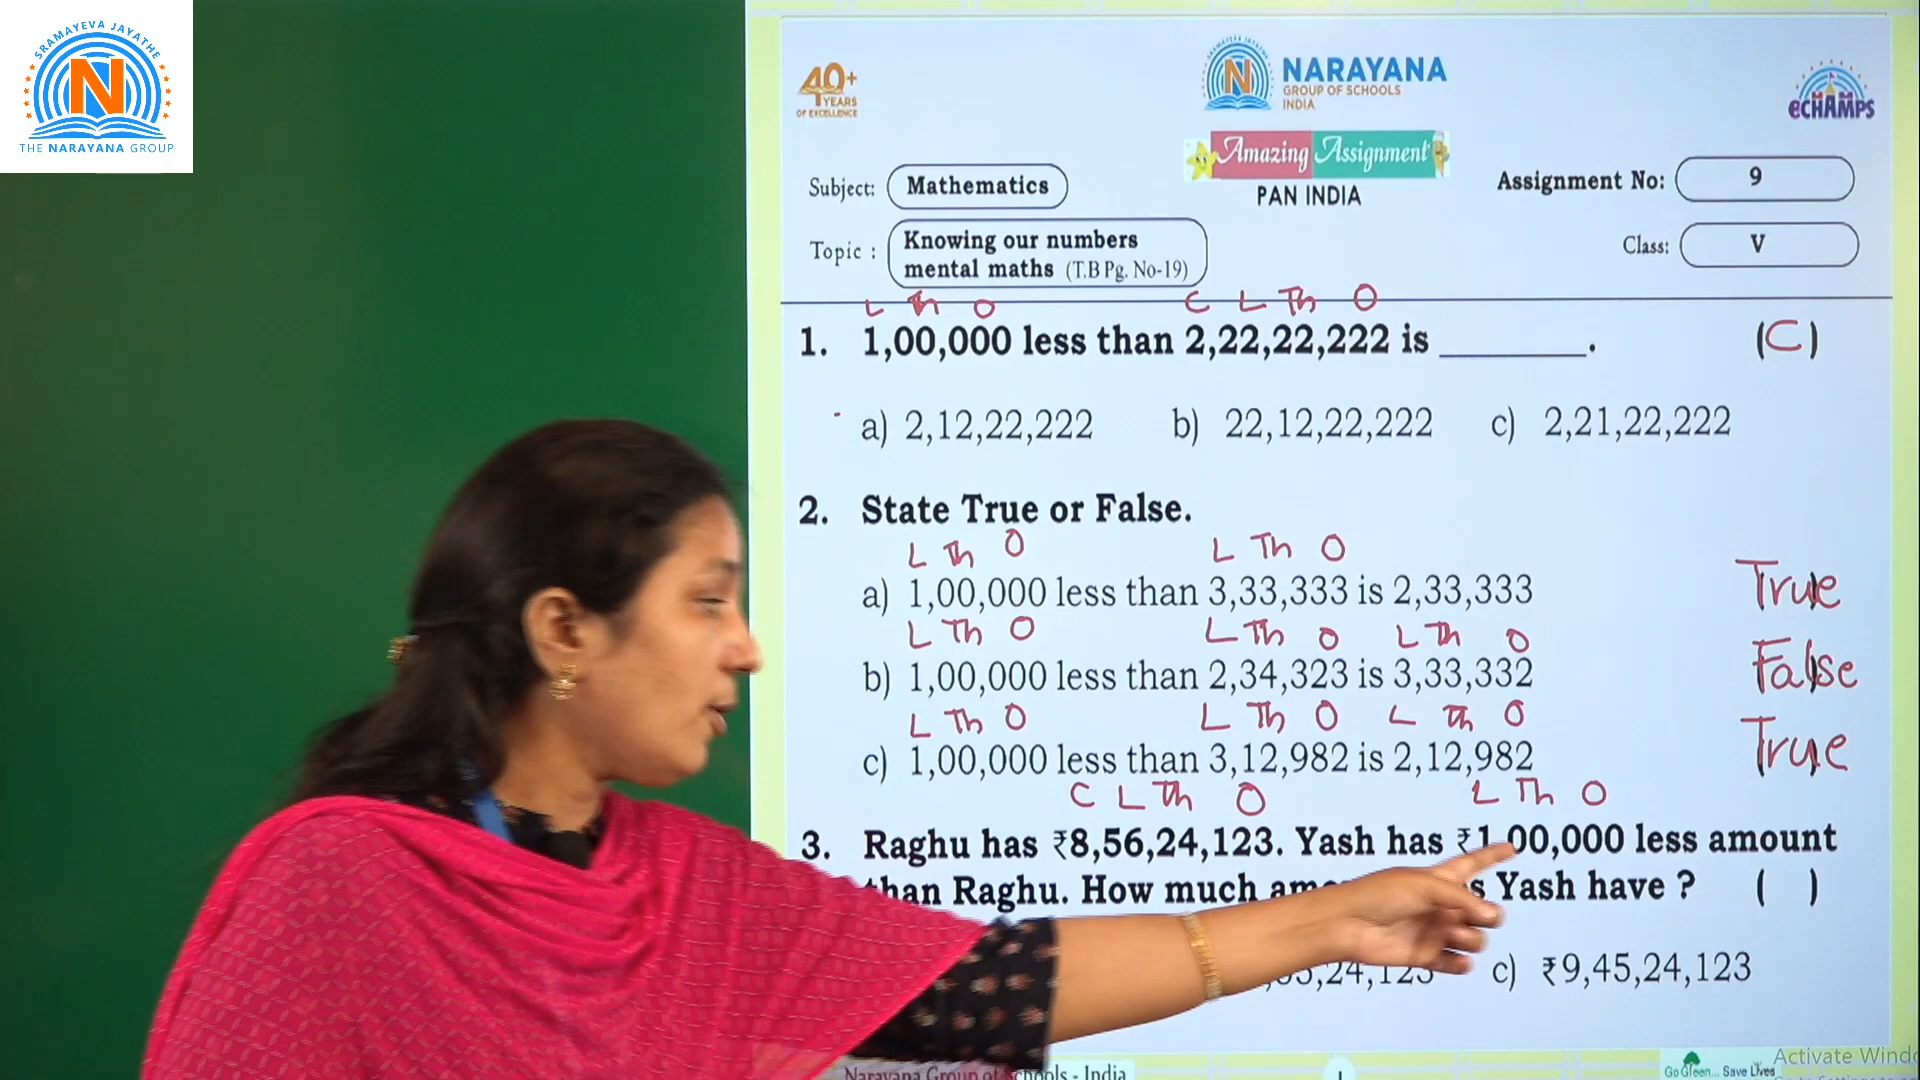 SRAMAYEVA JAYATHE
N
THE NARAYANA GROUP
40+
YEARS
OF EXCELLENCE
N NARAYANA
GROUP OF SCHOOLS
INDIA
eCHAMPS
Amazing Assignment
PAN INDIA
Subject: Mathematics
Assignment No: 9
Topic : Knowing our numbers
mental maths (T.B Pg. No-19)
Class: V
L Th O C L Th O
1. 1,00,000 less than 2,22,22,222 is ________. (C)
a) 2,12,22,222 b) 22,12,22,222 c) 2,21,22,222
2. State True or False.
L Th O L Th O
a) 1,00,000 less than 3,33,333 is 2,33,333 True
L Th O L Th O L Th O
b) 1,00,000 less than 2,34,323 is 3,33,332 False
L Th O L Th O L Th O
c) 1,00,000 less than 3,12,982 is 2,12,982 True
C L Th O L Th O
3. Raghu has ₹8,56,24,123. Yash has ₹1,00,000 less amount
than Raghu. How much Yash have ? ( )
c) ₹9,45,24,123
Narayana Group of Schools - India
1
Go Green... Save Lives
Activate